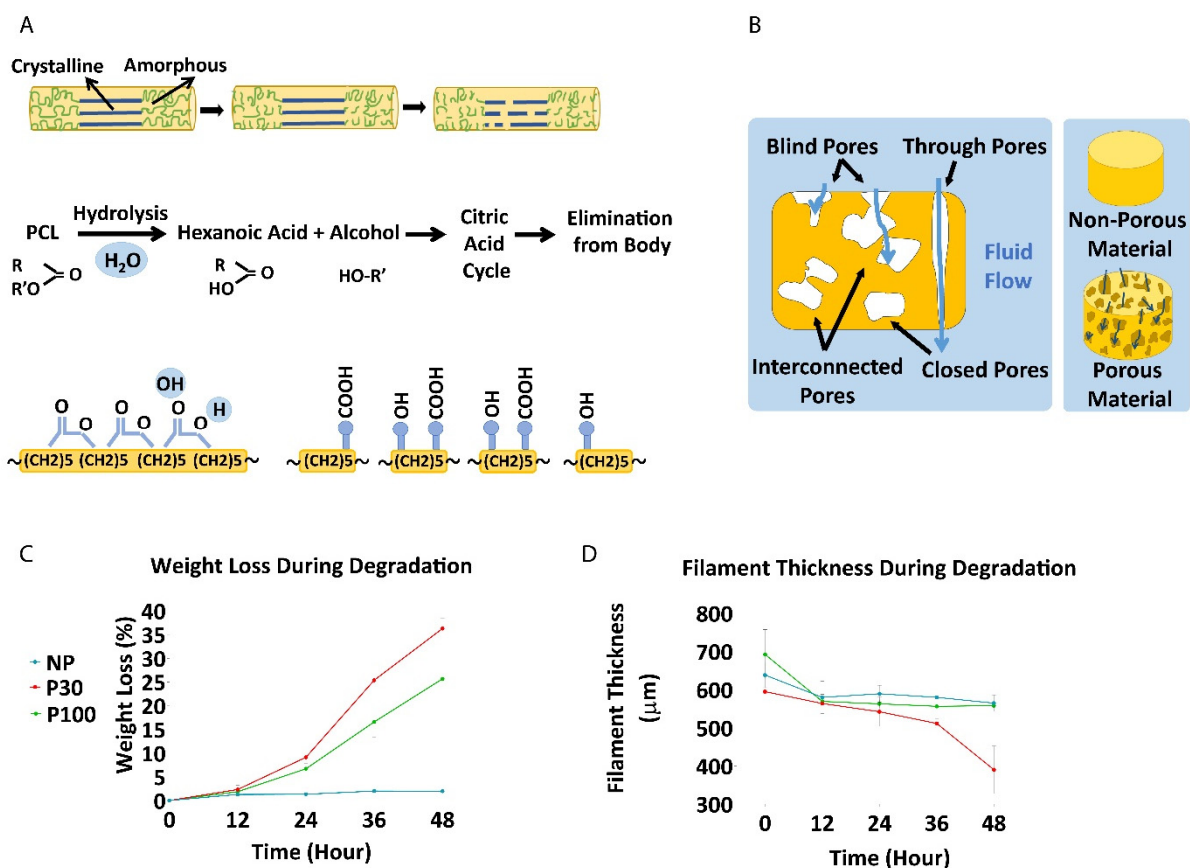 A
Crystalline
Amorphous
PCL
Hydrolysis
H2O
Hexanoic Acid + Alcohol
Citric
Acid
Cycle
Elimination
from Body
R
R'O
O
R
HO
O
HO-R'
O
O
O
O
O
O
OH
H
~(CH2)5 (CH2)5 (CH2)5 (CH2)5~
COOH
OH
COOH
OH
COOH
OH
~(CH2)5~
~(CH2)5~
~(CH2)5~
~(CH2)5~
B
Blind Pores
Through Pores
Fluid
Flow
Interconnected
Pores
Closed Pores
Non-Porous
Material
Porous
Material
C
Weight Loss During Degradation
NP
P30
P100
Weight Loss (%)
40
35
30
25
20
15
10
5
0
0 12 24 36 48
Time (Hour)
D
Filament Thickness During Degradation
Filament Thickness
(μm)
800
700
600
500
400
300
0 12 24 36 48
Time (Hour)